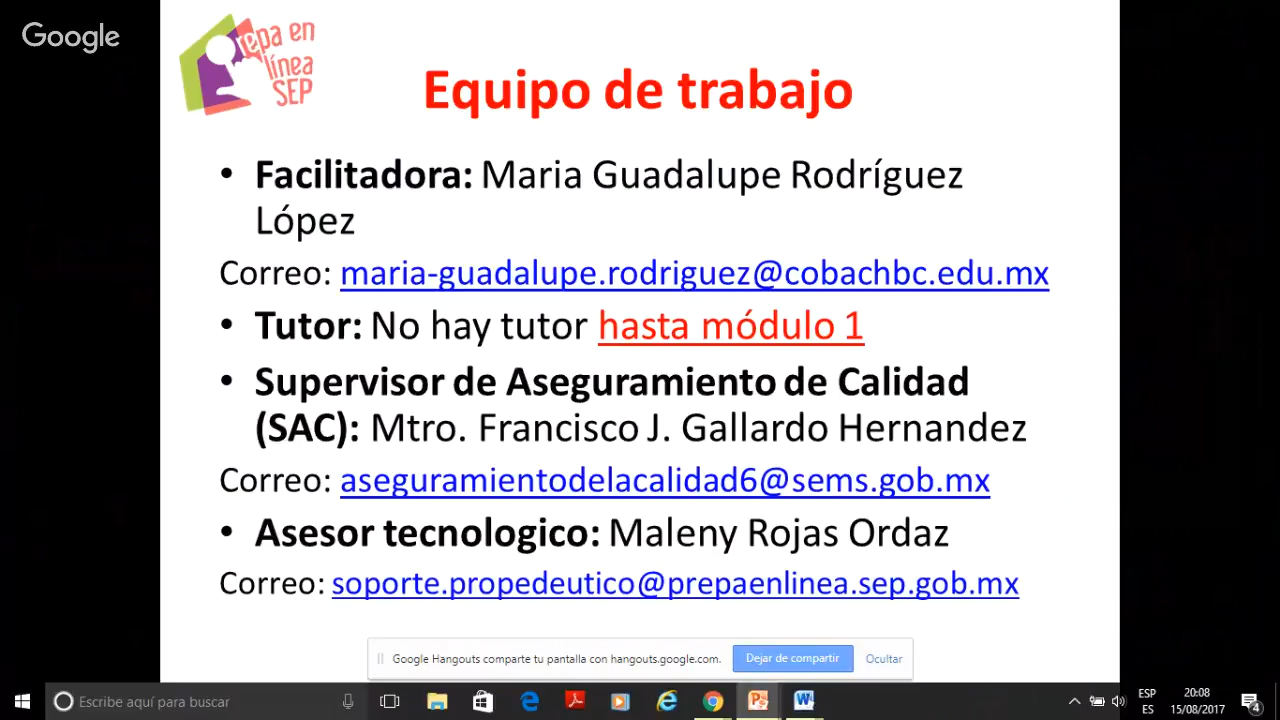 Google
Prepa en
línea
SEP
Equipo de trabajo
• Facilitadora: Maria Guadalupe Rodríguez
López
Correo: maria-guadalupe.rodriguez@cobachbc.edu.mx
• Tutor: No hay tutor hasta módulo 1
• Supervisor de Aseguramiento de Calidad
(SAC): Mtro. Francisco J. Gallardo Hernandez
Correo: aseguramientodelacalidad6@sems.gob.mx
• Asesor tecnologico: Maleny Rojas Ordaz
Correo: soporte.propedeutico@prepaenlinea.sep.gob.mx
Google Hangouts comparte tu pantalla con hangouts.google.com. Dejar de compartir Ocultar
Escribe aquí para buscar
ESP
ES
20:08
15/08/2017
4